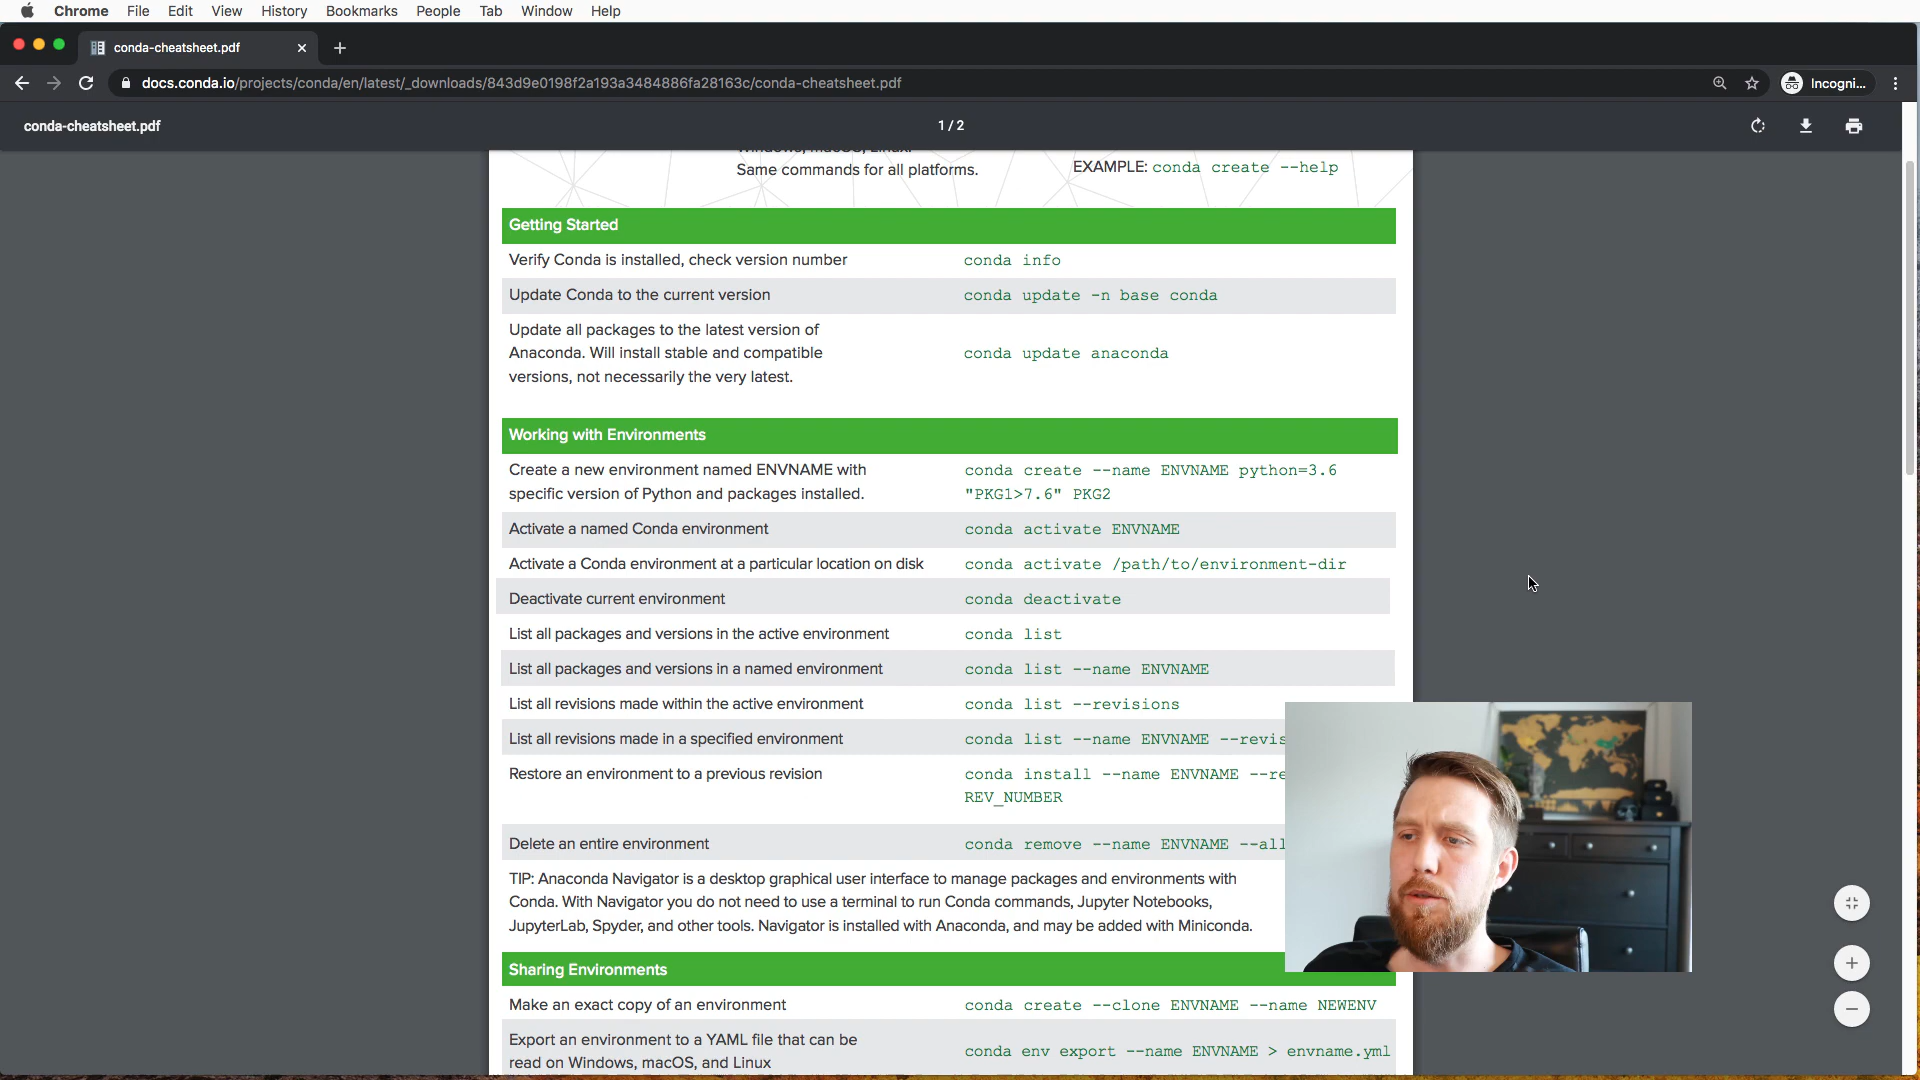 Chrome File Edit View History Bookmarks People Tab Window Help
conda-cheatsheet.pdf
docs.conda.io/projects/conda/en/latest/_downloads/843d9e0198f2a193a3484886fa28163c/conda-cheatsheet.pdf
Incogni...
conda-cheatsheet.pdf
1 / 2
Windows, macOS, Linux.
Same commands for all platforms.
EXAMPLE: conda create --help
Getting Started
Verify Conda is installed, check version number
conda info
Update Conda to the current version
conda update -n base conda
Update all packages to the latest version of
Anaconda. Will install stable and compatible
versions, not necessarily the very latest.
conda update anaconda
Working with Environments
Create a new environment named ENVNAME with
specific version of Python and packages installed.
conda create --name ENVNAME python=3.6
"PKG1>7.6" PKG2
Activate a named Conda environment
conda activate ENVNAME
Activate a Conda environment at a particular location on disk
conda activate /path/to/environment-dir
Deactivate current environment
conda deactivate
List all packages and versions in the active environment
conda list
List all packages and versions in a named environment
conda list --name ENVNAME
List all revisions made within the active environment
conda list --revisions
List all revisions made in a specified environment
conda list --name ENVNAME --revis
Restore an environment to a previous revision
conda install --name ENVNAME --re
REV_NUMBER
Delete an entire environment
conda remove --name ENVNAME --all
TIP: Anaconda Navigator is a desktop graphical user interface to manage packages and environments with
Conda. With Navigator you do not need to use a terminal to run Conda commands, Jupyter Notebooks,
JupyterLab, Spyder, and other tools. Navigator is installed with Anaconda, and may be added with Miniconda.
Sharing Environments
Make an exact copy of an environment
conda create --clone ENVNAME --name NEWENV
Export an environment to a YAML file that can be
read on Windows, macOS, and Linux
conda env export --name ENVNAME > envname.yml